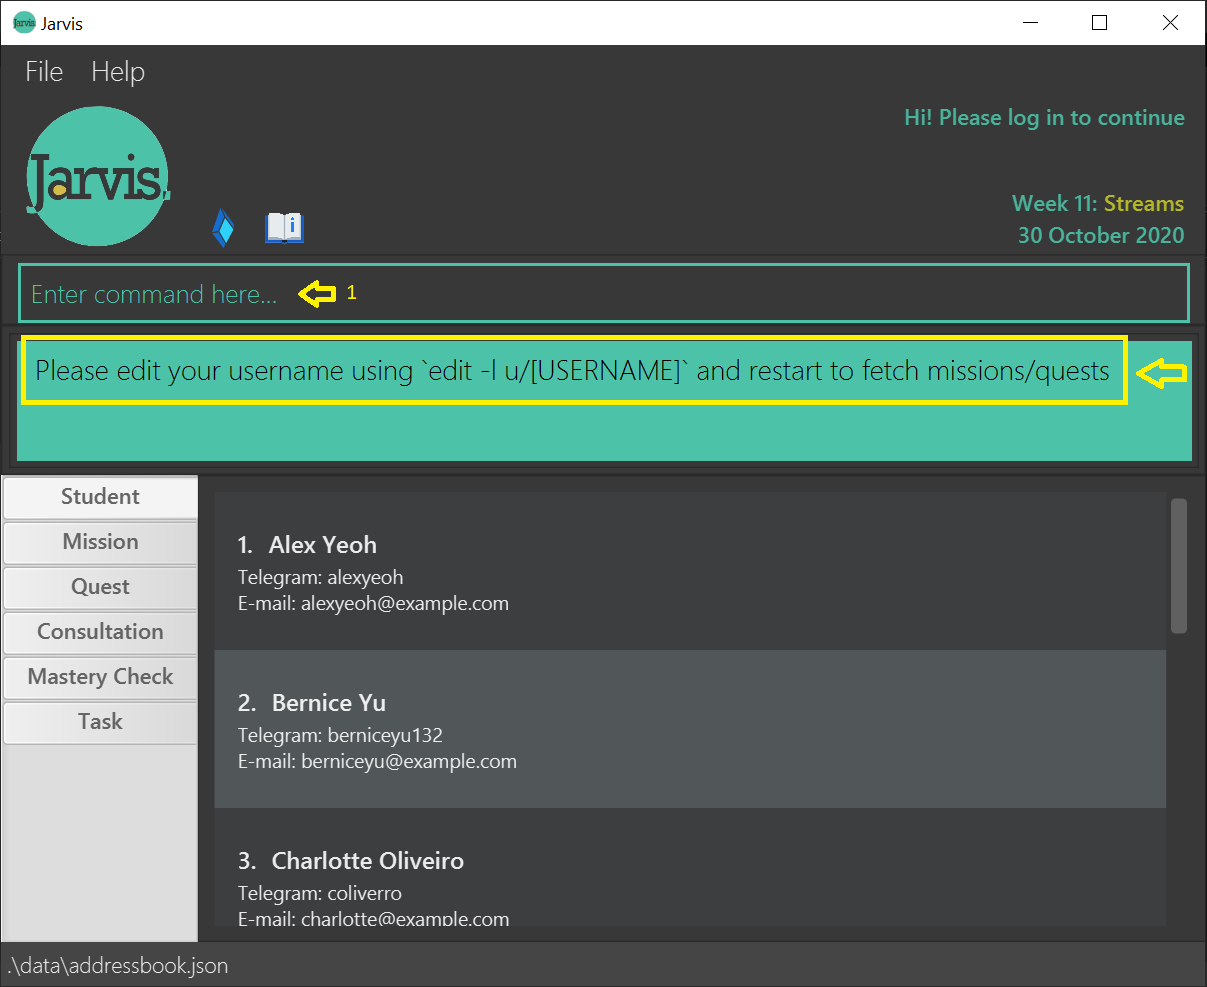 Jarvis
Jarvis
File Help
Hi! Please log in to continue
Jarvis.
Week 11: Streams
30 October 2020
Enter command here... 1
Please edit your username using `edit -l u/[USERNAME]` and restart to fetch missions/quests
Student
Mission
Quest
Consultation
Mastery Check
Task
1. Alex Yeoh
Telegram: alexyeoh
E-mail: alexyeoh@example.com
2. Bernice Yu
Telegram: berniceyu132
E-mail: berniceyu@example.com
3. Charlotte Oliveiro
Telegram: coliverro
E-mail: charlotte@example.com
.\data\addressbook.json